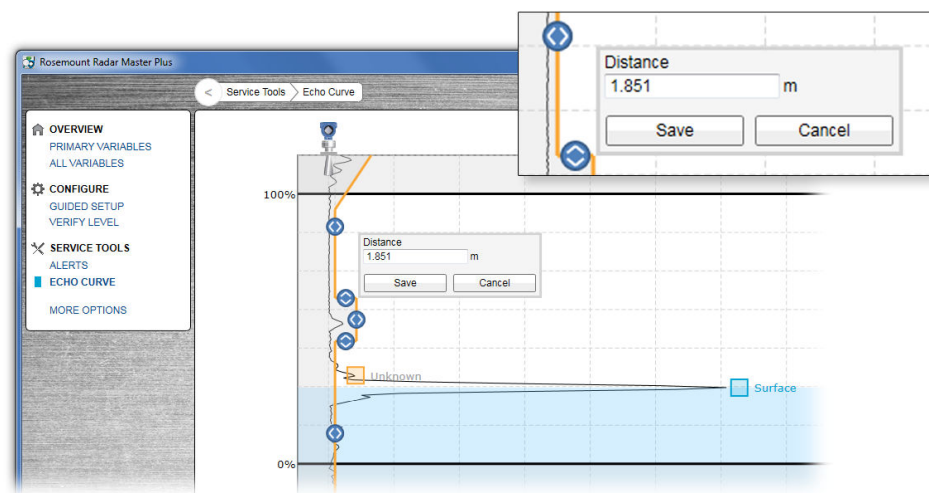 Rosemount Radar Master Plus
< Service Tools > Echo Curve
OVERVIEW
PRIMARY VARIABLES
ALL VARIABLES
CONFIGURE
GUIDED SETUP
VERIFY LEVEL
SERVICE TOOLS
ALERTS
ECHO CURVE
MORE OPTIONS
100%
Distance
1.851 m
Save Cancel
Unknown
Surface
0%
Distance
1.851 m
Save Cancel